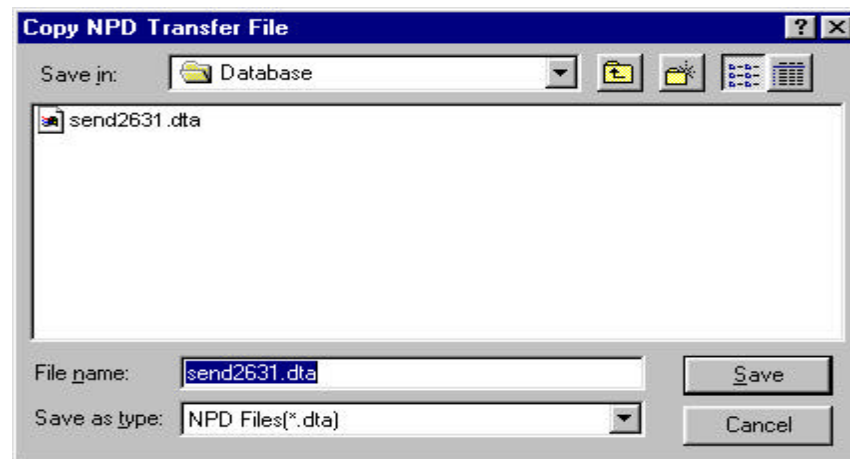 Copy NPD Transfer File
Save in: Database
send2631.dta
File name: send2631.dta Save
Save as type: NPD Files(*.dta) Cancel